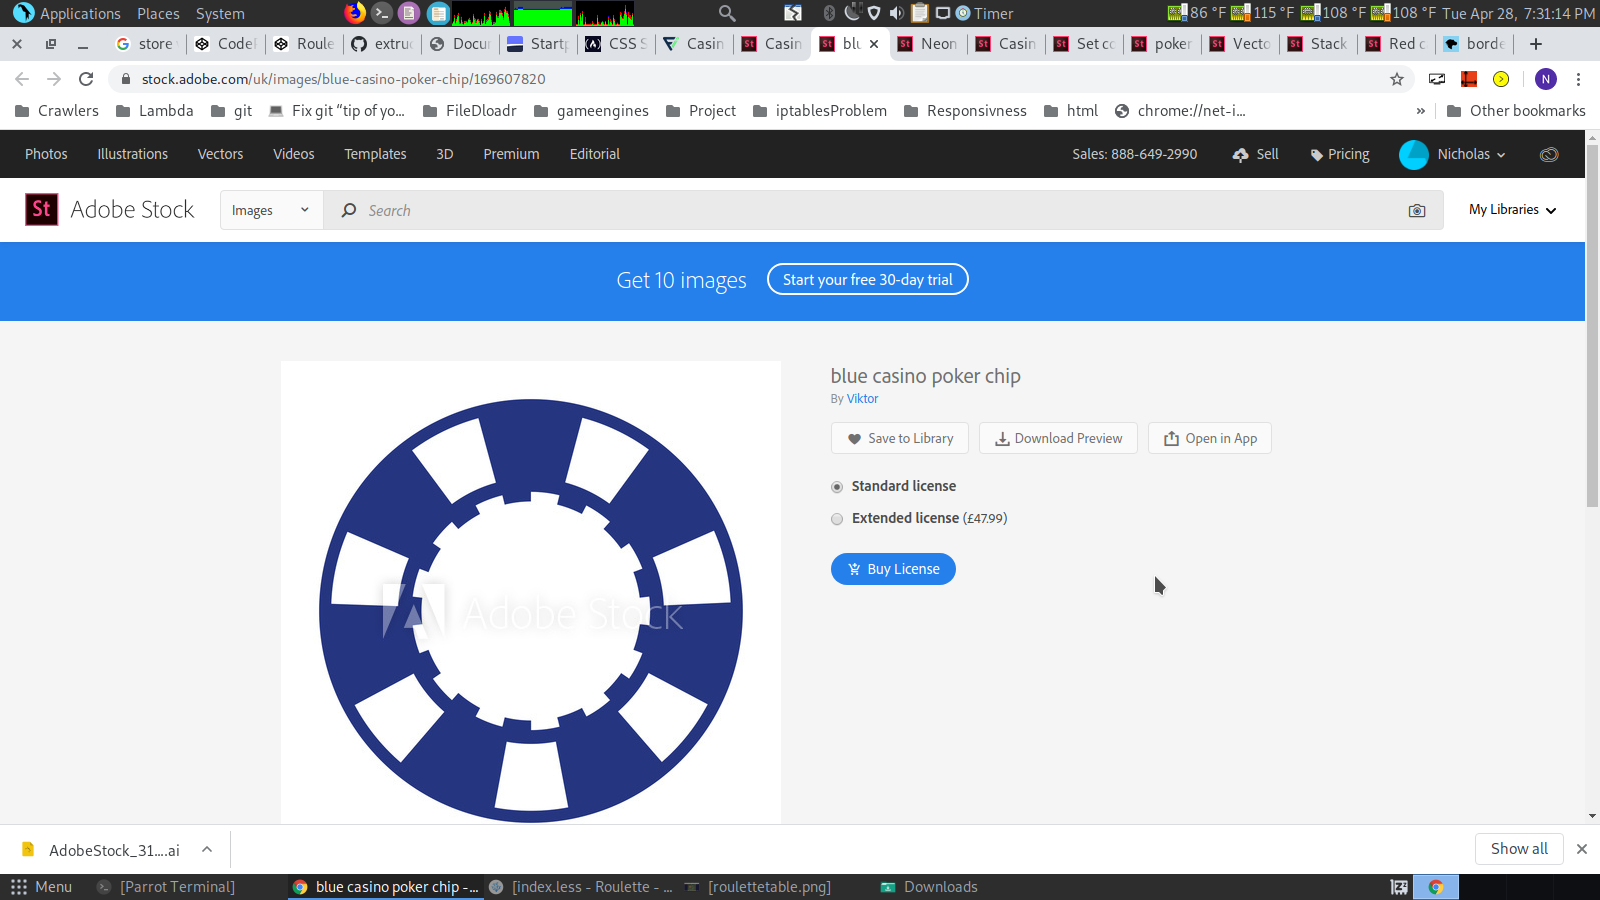 Applications Places System Timer 86 °F 115 °F 108 °F 108 °F Tue Apr 28, 7:31:14 PM
store Code Roule extru Docu Startp CSS S Casin Casin blu Neon Casin Set co poker Vecto Stack Red c borde
stock.adobe.com/uk/images/blue-casino-poker-chip/169607820 N
Crawlers Lambda git Fix git “tip of yo... FileDloadr gameengines Project iptablesProblem Responsivness html chrome://net-i... » Other bookmarks
Photos Illustrations Vectors Videos Templates 3D Premium Editorial Sales: 888-649-2990 Sell Pricing Nicholas
St Adobe Stock Images Search My Libraries
Get 10 images Start your free 30-day trial
blue casino poker chip
By Viktor
Save to Library Download Preview Open in App
Standard license
Extended license (£47.99)
Buy License
Adobe Stock
AdobeStock_31....ai Show all
Menu [Parrot Terminal] blue casino poker chip -... [index.less - Roulette - ... [roulettetable.png] Downloads